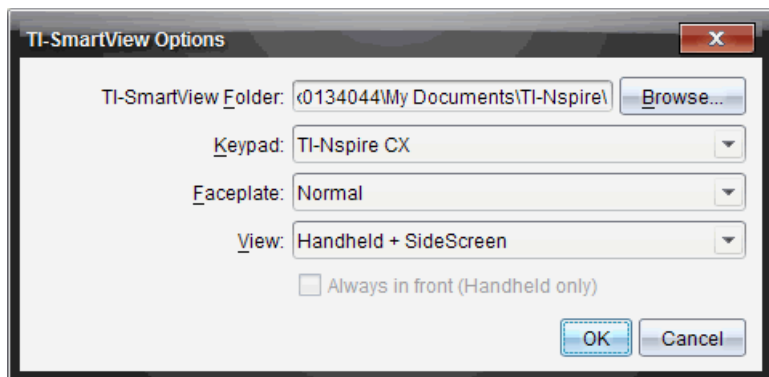 TI-SmartView Options
TI-SmartView Folder: 0134044\My Documents\TI-Nspire\ Browse...
Keypad: TI-Nspire CX
Faceplate: Normal
View: Handheld + SideScreen
Always in front (Handheld only)
OK Cancel